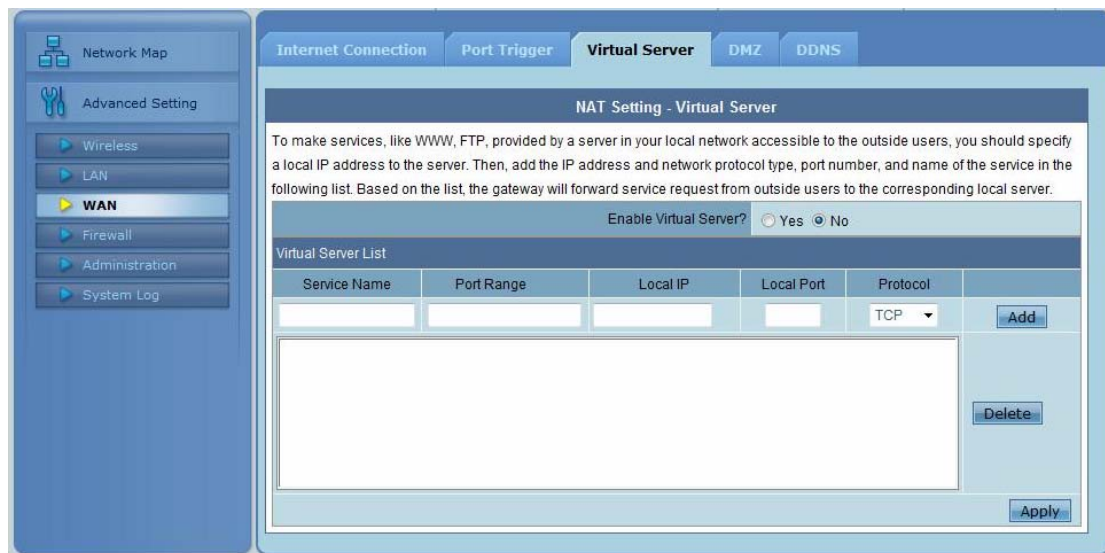 Network Map
Advanced Setting
Wireless
LAN
WAN
Firewall
Administration
System Log
Internet Connection
Port Trigger
Virtual Server
DMZ
DDNS
NAT Setting - Virtual Server
To make services, like WWW, FTP, provided by a server in your local network accessible to the outside users, you should specify
a local IP address to the server. Then, add the IP address and network protocol type, port number, and name of the service in the
following list. Based on the list, the gateway will forward service request from outside users to the corresponding local server.
Enable Virtual Server? Yes No
Virtual Server List
Service Name Port Range Local IP Local Port Protocol
TCP Add
Delete
Apply